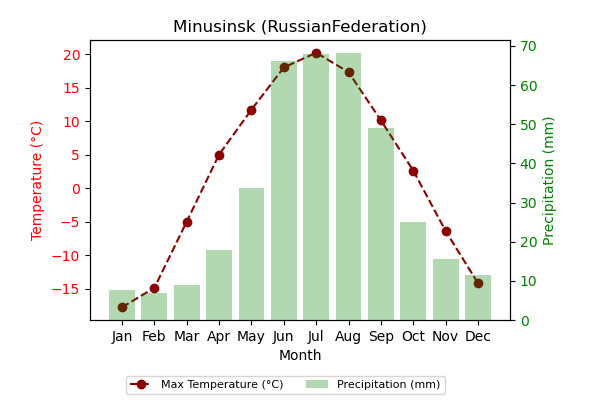 Minusinsk (RussianFederation)
20
15
10
5
0
−5
−10
−15
Temperature (°C)
70
60
50
40
30
20
10
0
Precipitation (mm)
Jan Feb Mar Apr May Jun Jul Aug Sep Oct Nov Dec
Month
Max Temperature (°C) Precipitation (mm)